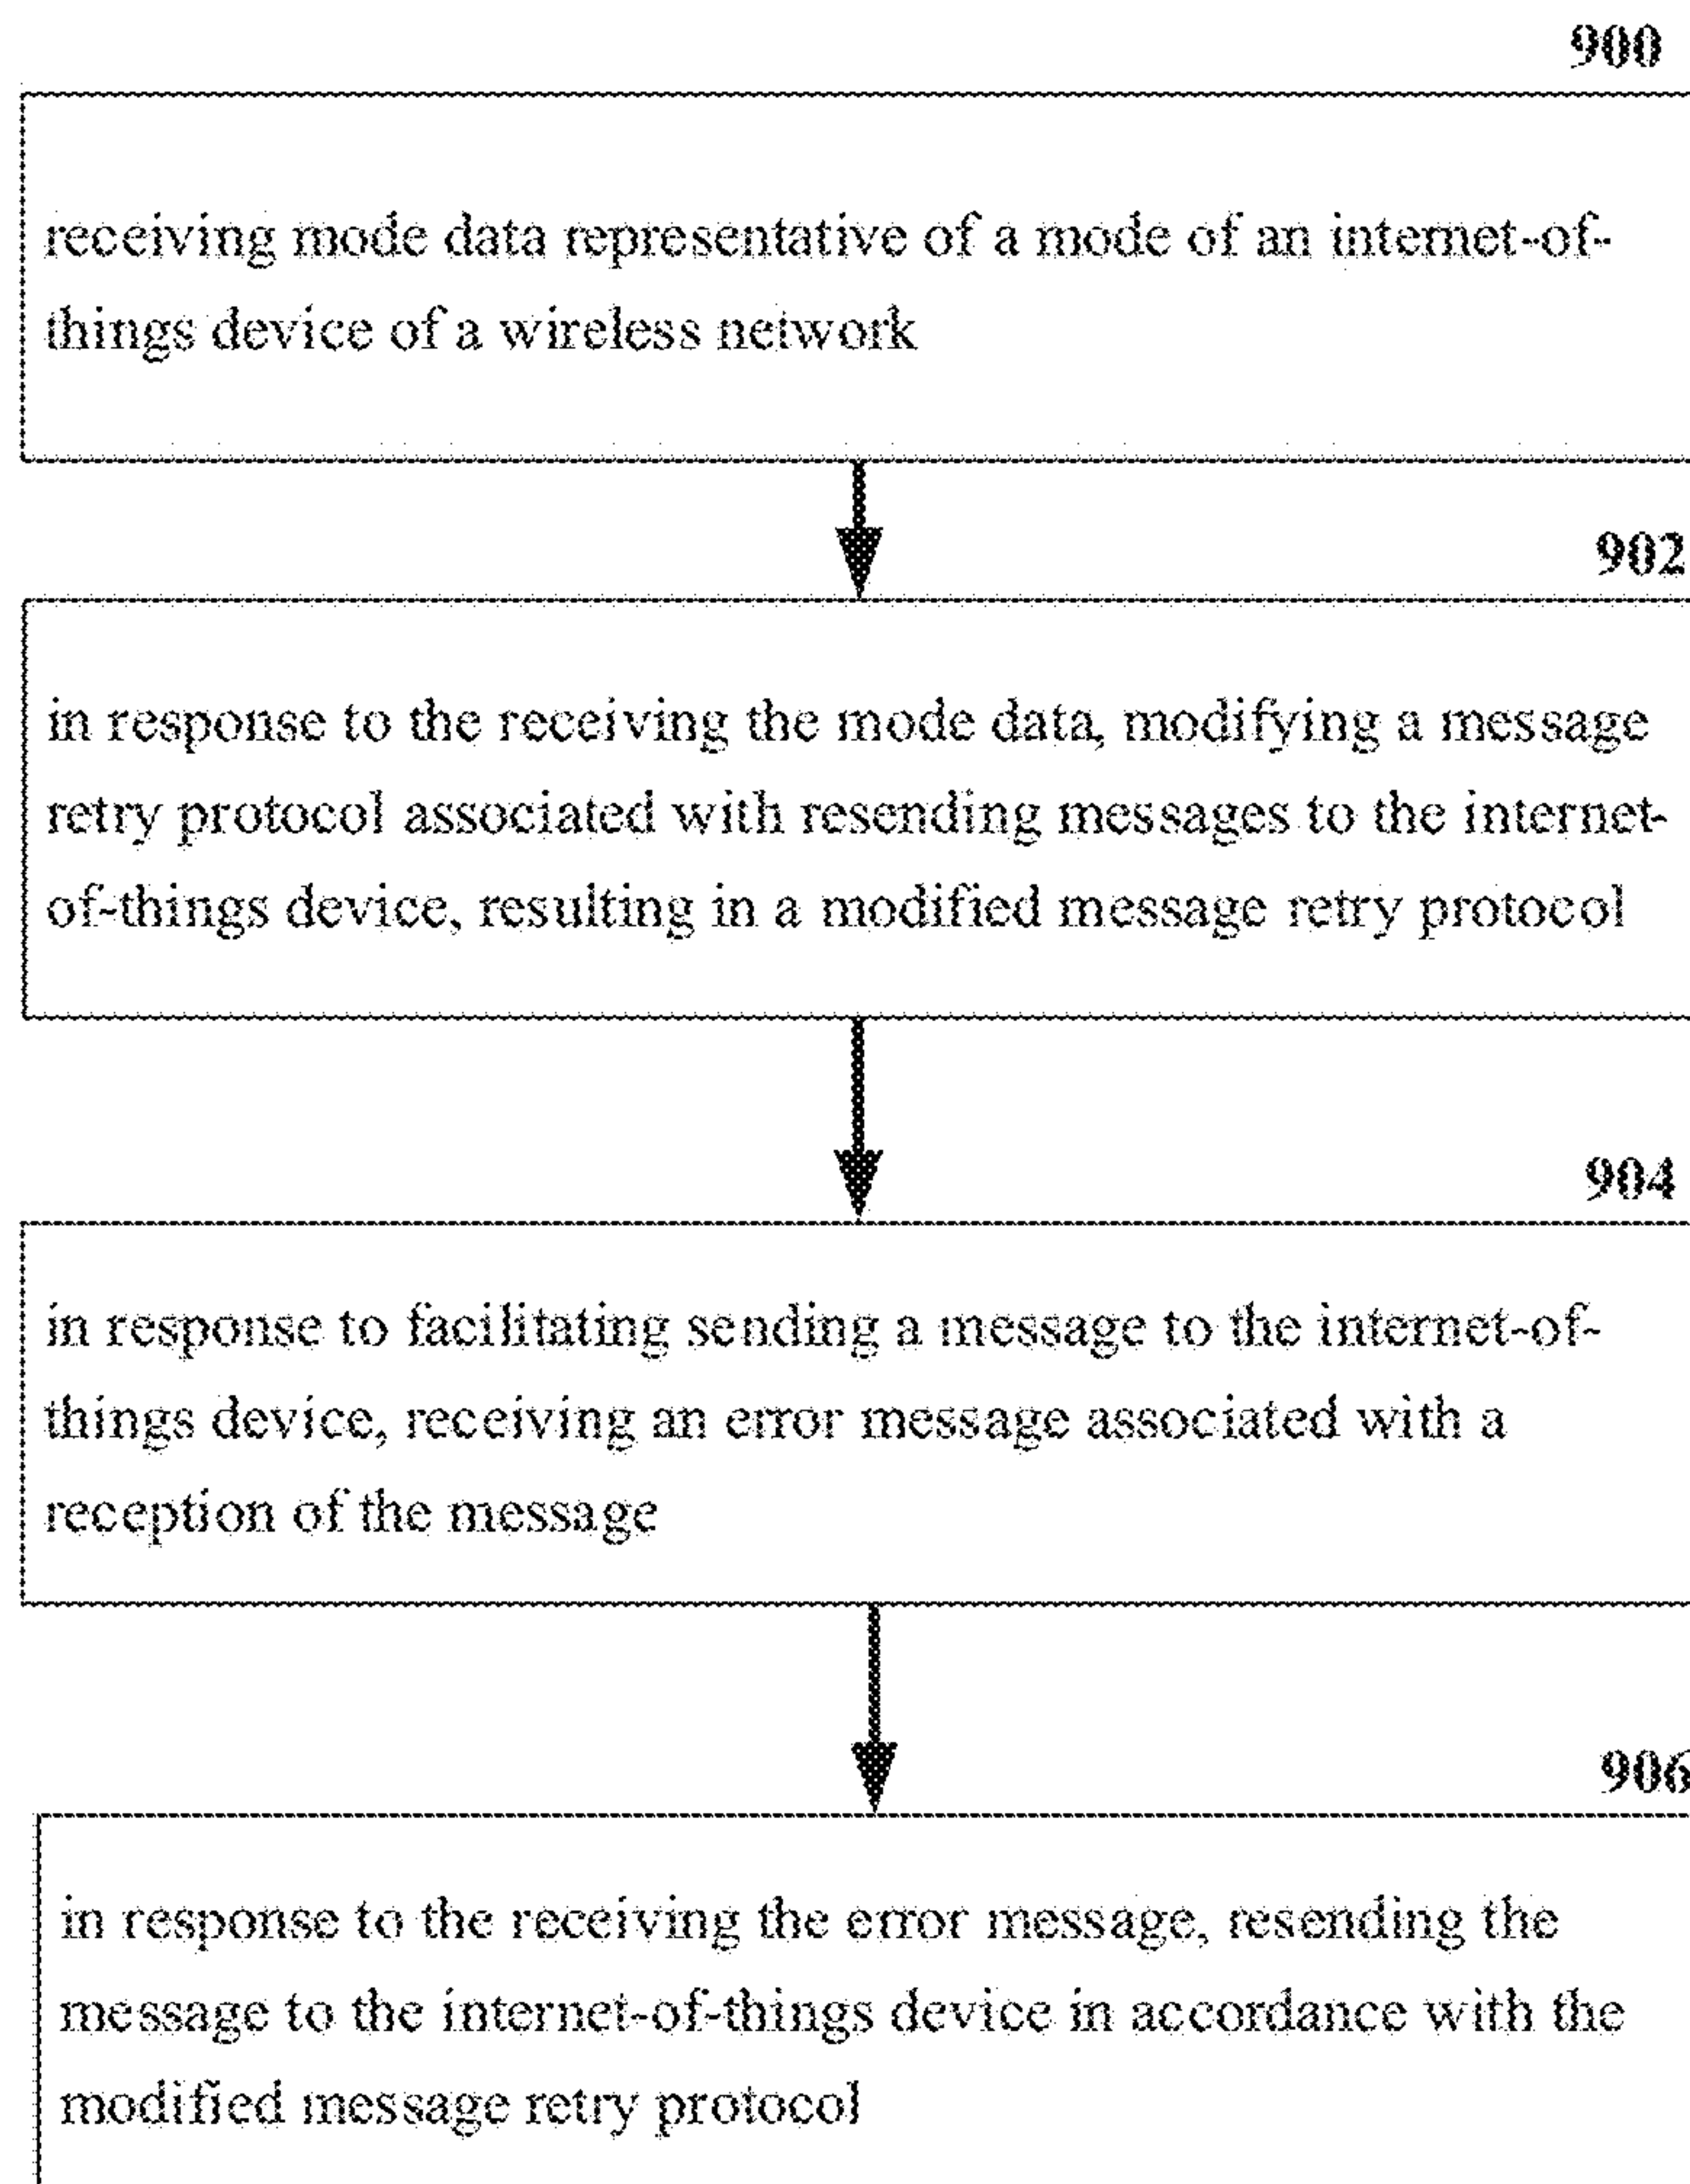 900
receiving mode data representative of a mode of an internet-of-
things device of a wireless network
902
in response to the receiving the mode data, modifying a message
retry protocol associated with resending messages to the internet-
of-things device, resulting in a modified message retry protocol
904
in response to facilitating sending a message to the internet-of-
things device, receiving an error message associated with a
reception of the message
906
in response to the receiving the error message, resending the
message to the internet-of-things device in accordance with the
modified message retry protocol